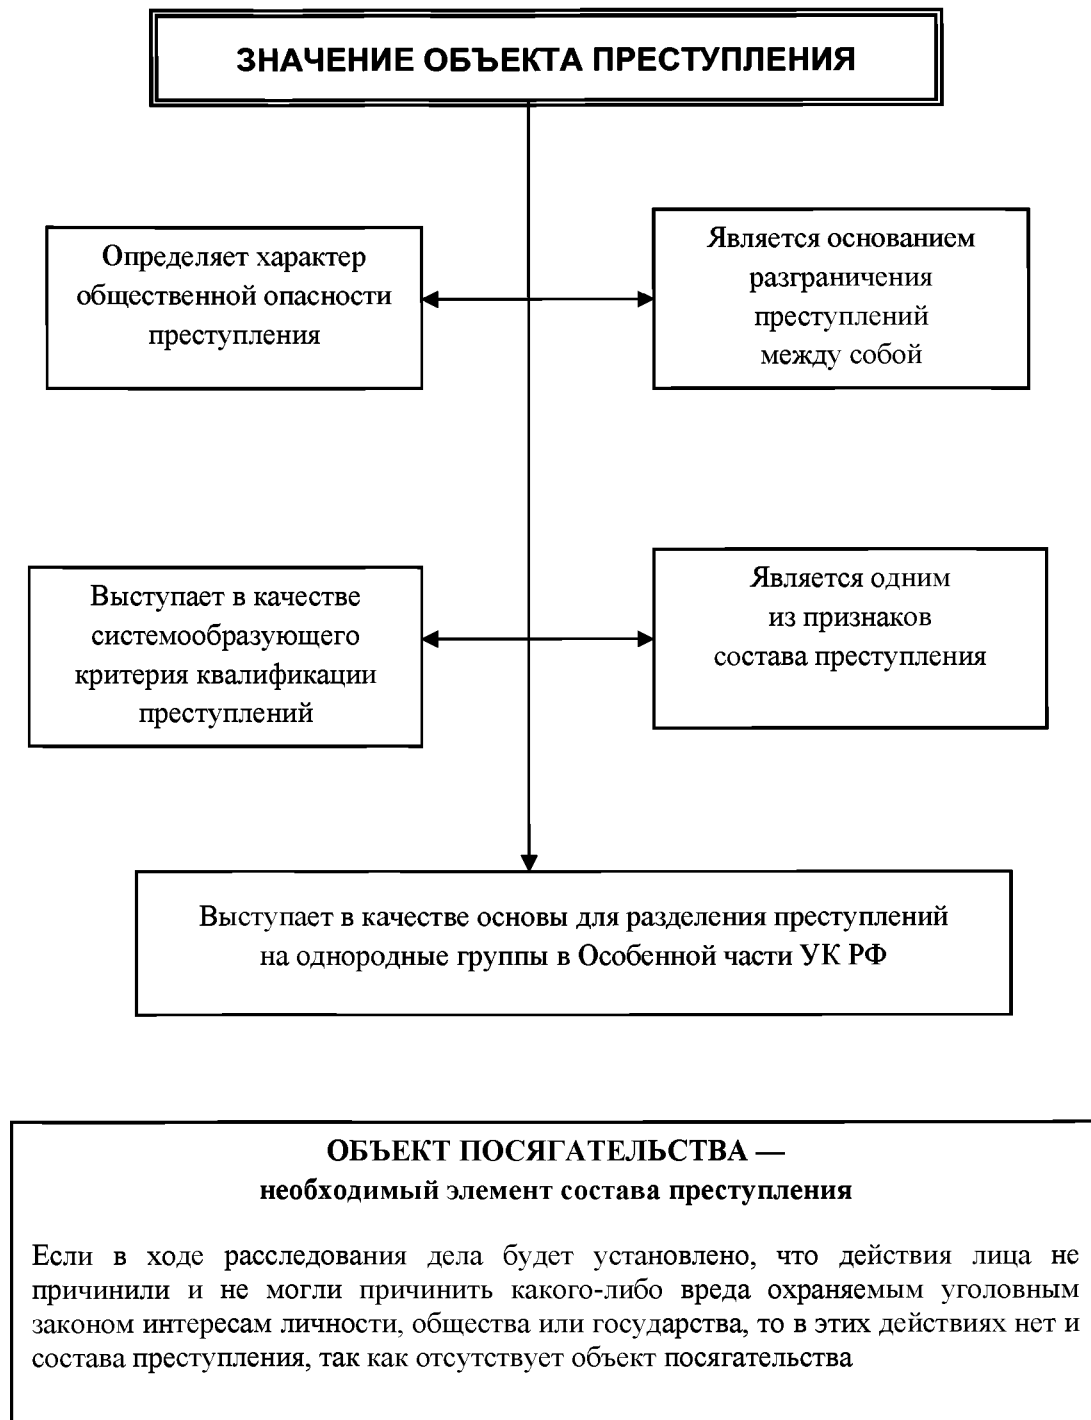 ЗНАЧЕНИЕ ОБЪЕКТА ПРЕСТУПЛЕНИЯ
Определяет характер
общественной опасности
преступления
Является основанием
разграничения
преступлений
между собой
Выступает в качестве
системообразующего
критерия квалификации
преступлений
Является одним
из признаков
состава преступления
Выступает в качестве основы для разделения преступлений
на однородные группы в Особенной части УК РФ
ОБЪЕКТ ПОСЯГАТЕЛЬСТВА —
необходимый элемент состава преступления
Если в ходе расследования дела будет установлено, что действия лица не
причинили и не могли причинить какого-либо вреда охраняемым уголовным
законом интересам личности, общества или государства, то в этих действиях нет и
состава преступления, так как отсутствует объект посягательства